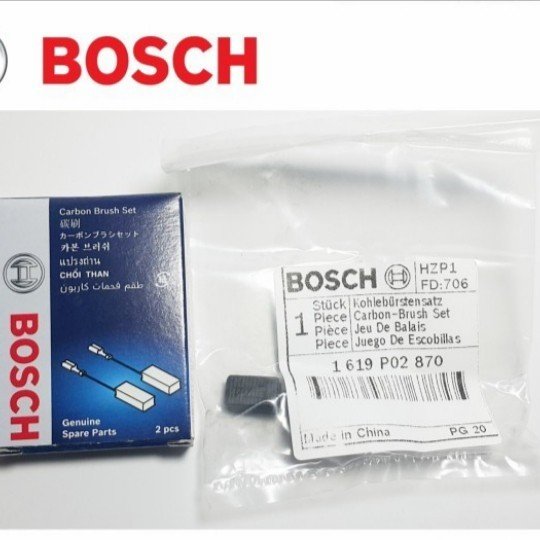 BOSCH
Carbon Brush Set
碳刷
カーボンブラシセット
카본 브러쉬
แปรงถ่าน
CHỔI THAN
طقم فحمات كاربون
BOSCH
Genuine
Spare Parts
2 pcs
BOSCH
HZP1
FD:706
1
Stück Kohlebürstensatz
Piece Carbon-Brush Set
Pièce Jeu De Balais
Piece Juego De Escobillas
1 619 P02 870
Made in China
PG 20